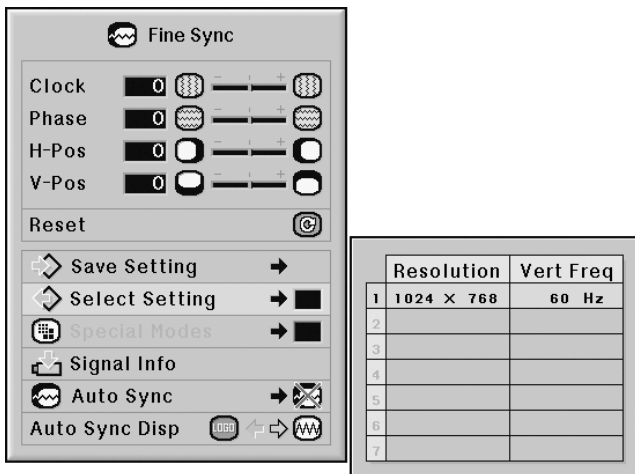 Fine Sync
Clock 0 - +
Phase 0 - +
H-Pos 0 - +
V-Pos 0 - +
Reset
Save Setting
Select Setting
Special Modes
Signal Info
Auto Sync
Auto Sync Disp LOGO
Resolution Vert Freq
1 1024 × 768 60 Hz
2
3
4
5
6
7